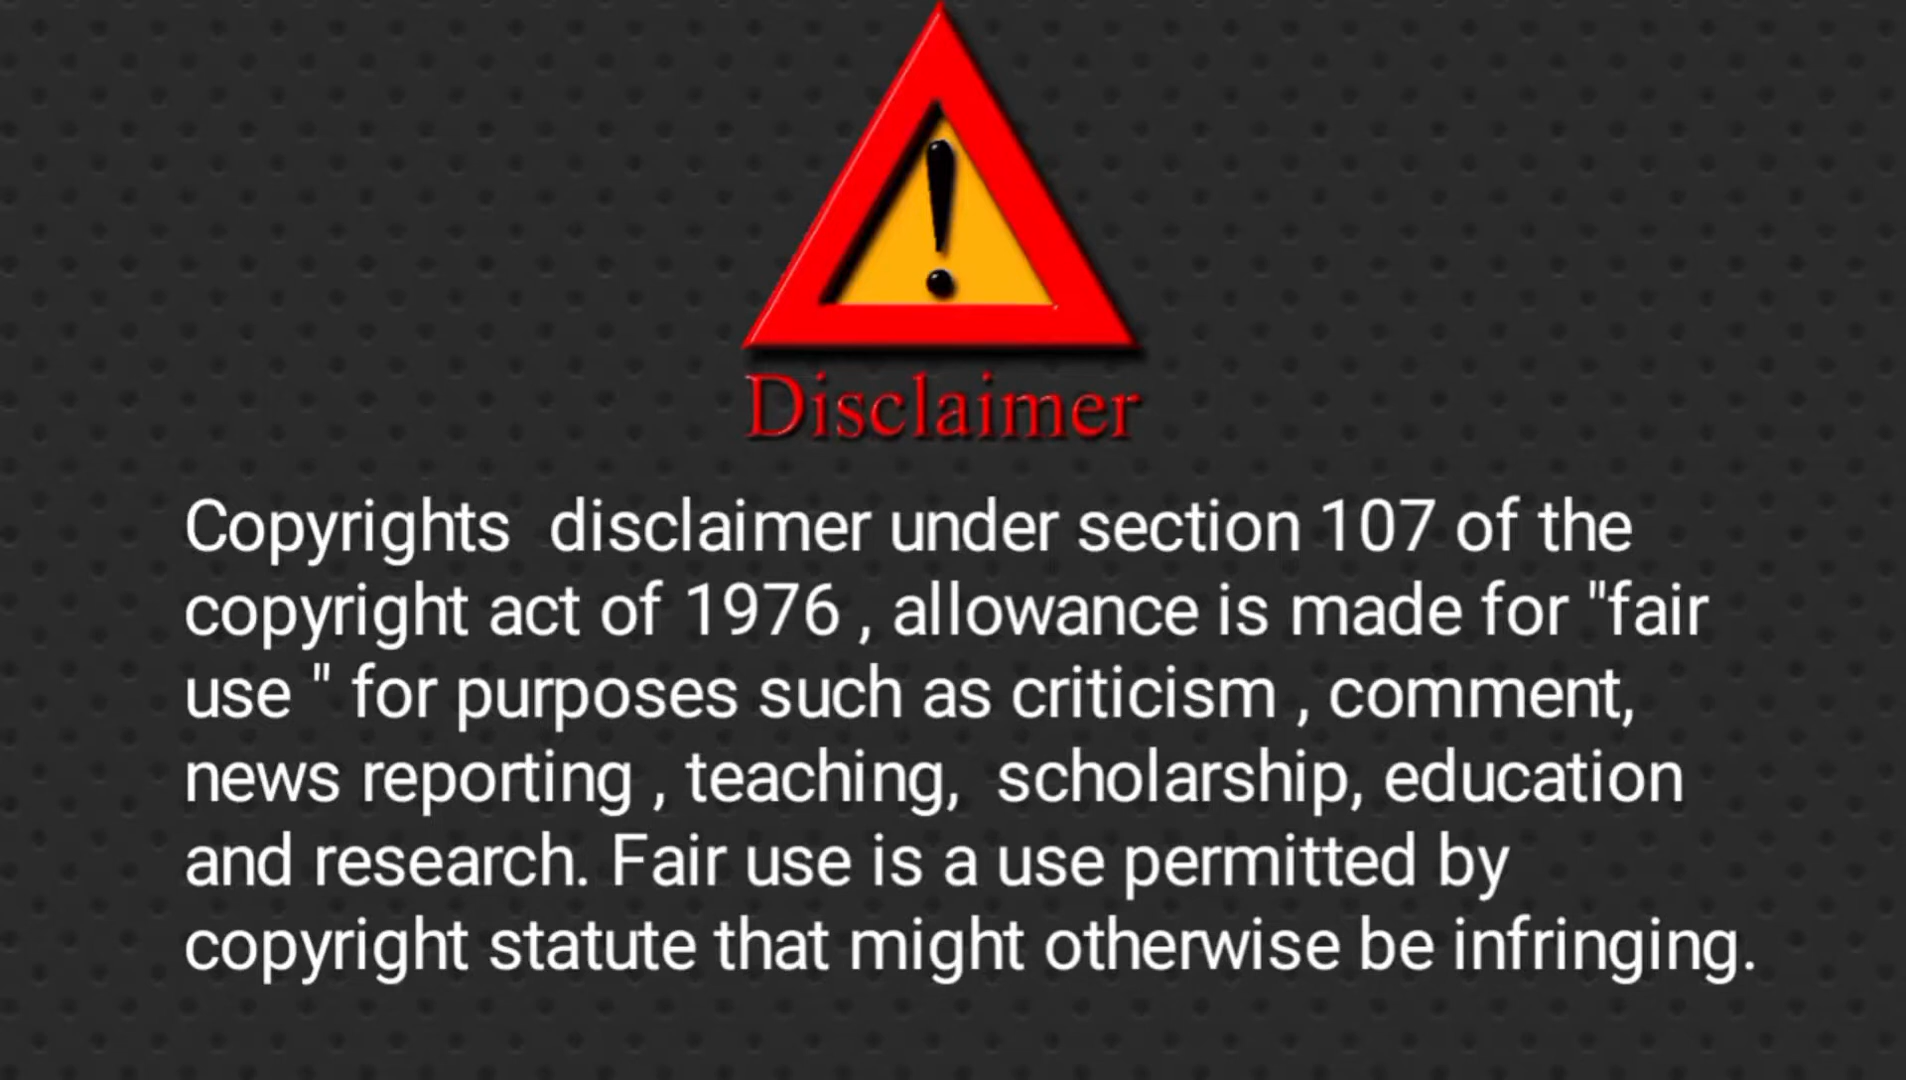 Disclaimer
Copyrights  disclaimer under section 107 of the
copyright act of 1976 , allowance is made for "fair
use " for purposes such as criticism , comment,
news reporting , teaching,  scholarship, education
and research. Fair use is a use permitted by
copyright statute that might otherwise be infringing.